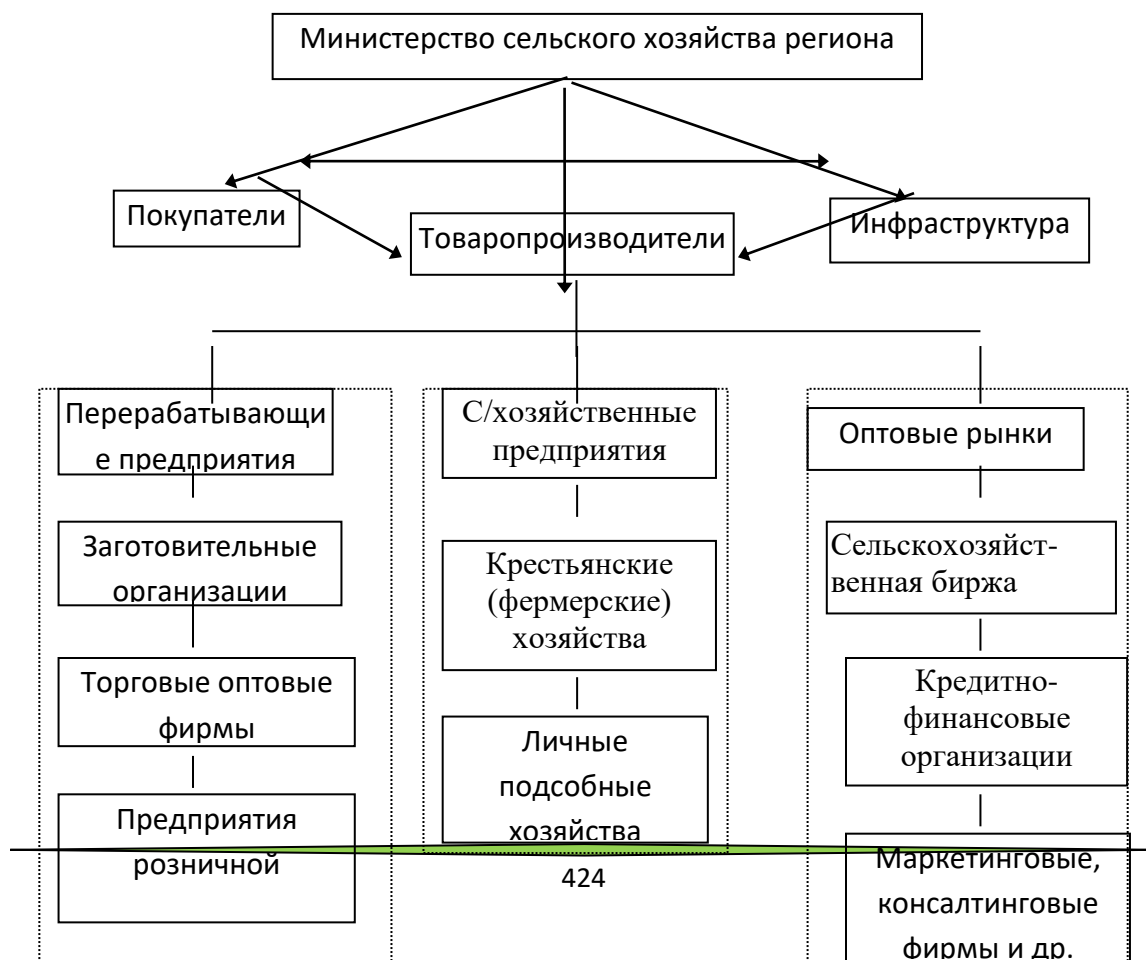 Министерство сельского хозяйства региона
Покупатели
Товаропроизводители
Инфраструктура
Перерабатывающи
е предприятия
С/хозяйственные
предприятия
Оптовые рынки
Заготовительные
организации
Крестьянские
(фермерские)
хозяйства
Сельскохозяйст-
венная биржа
Торговые оптовые
фирмы
Личные
подсобные
хозяйства
Кредитно-
финансовые
организации
Предприятия
розничной
Маркетинговые,
консалтинговые
фирмы и др.
424